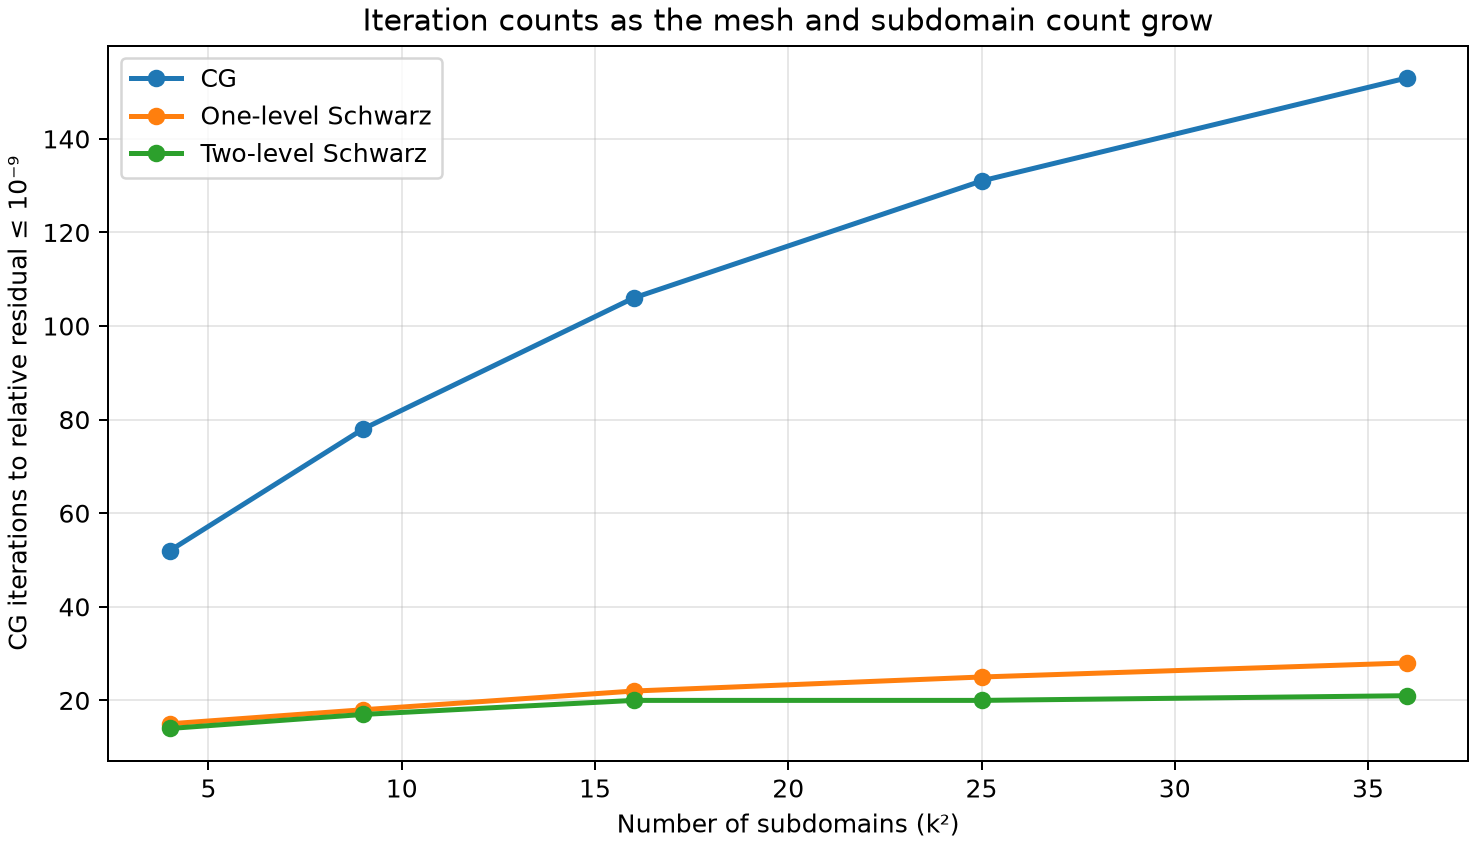 Iteration counts as the mesh and subdomain count grow
CG
One-level Schwarz
Two-level Schwarz
CG iterations to relative residual ≤ 10⁻⁹
140
120
100
80
60
40
20
5 10 15 20 25 30 35
Number of subdomains (k²)